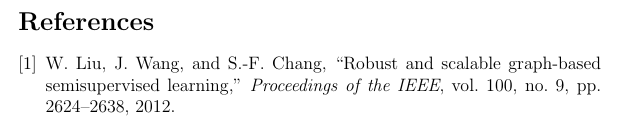 References
[1] W. Liu, J. Wang, and S.-F. Chang, “Robust and scalable graph-based
semisupervised learning,” Proceedings of the IEEE, vol. 100, no. 9, pp.
2624–2638, 2012.